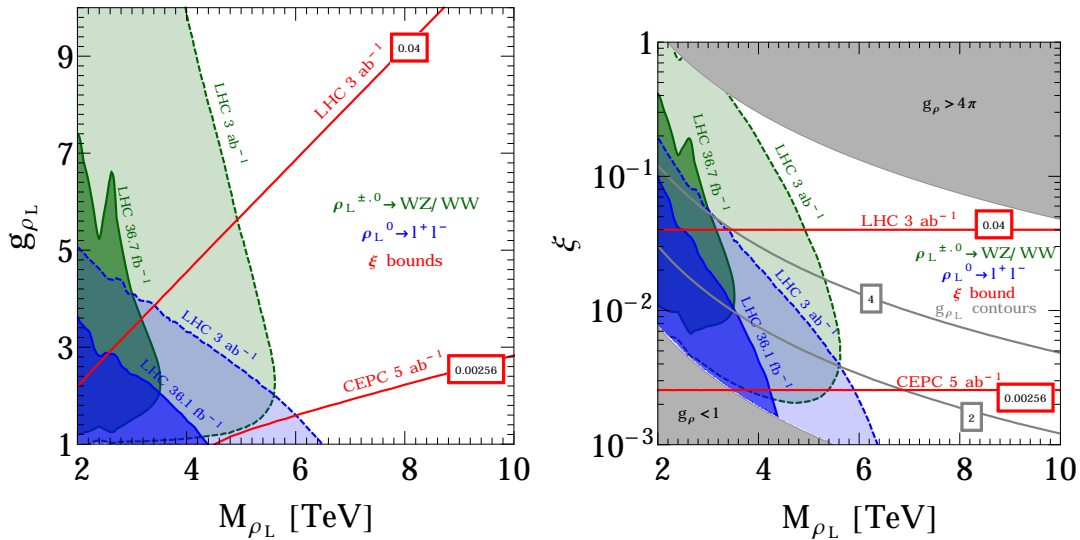 9
7
5
3
1
2
4
6
8
10
g_ρL
M_ρL [TeV]
0.04
LHC 3 ab⁻¹
LHC 3 ab⁻¹
LHC 36.7 fb⁻¹
ρ_L^±,0→WZ/WW
ρ_L^0→l⁺l⁻
ξ bounds
LHC 3 ab⁻¹
LHC 36.1 fb⁻¹
CEPC 5 ab⁻¹
0.00256
1
10⁻¹
10⁻²
10⁻³
2
4
6
8
10
ξ
M_ρL [TeV]
g_ρ>4π
LHC 3 ab⁻¹
LHC 3 ab⁻¹
0.04
LHC 36.7 fb⁻¹
ρ_L^±,0→WZ/WW
ρ_L^0→l⁺l⁻
ξ bound
g_ρL contours
4
LHC 3 ab⁻¹
LHC 36.1 fb⁻¹
CEPC 5 ab⁻¹
0.00256
g_ρ<1
2